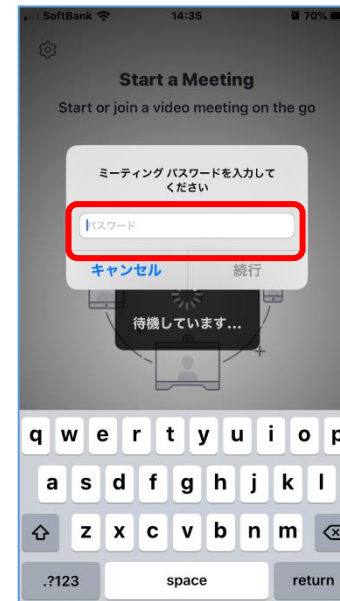 SoftBank 14:35 70%
Start a Meeting
Start or join a video meeting on the go
ミーティング パスワードを入力して
ください
パスワード
キャンセル 続行
待機しています...
q w e r t y u i o p
a s d f g h j k l
z x c v b n m
.?123 space return